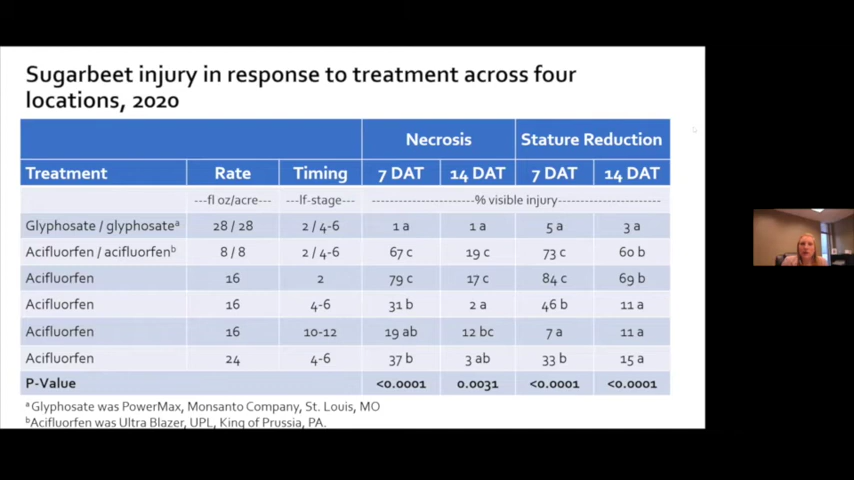 Sugarbeet injury in response to treatment across four
locations, 2020
Necrosis Stature Reduction
Treatment Rate Timing 7 DAT 14 DAT 7 DAT 14 DAT
---fl oz/acre--- ---lf-stage--- -----------------------% visible injury-----------------------
Glyphosate / glyphosateᵃ 28 / 28 2 / 4-6 1 a 1 a 5 a 3 a
Acifluorfen / acifluorfenᵇ 8 / 8 2 / 4-6 67 c 19 c 73 c 60 b
Acifluorfen 16 2 79 c 17 c 84 c 69 b
Acifluorfen 16 4-6 31 b 2 a 46 b 11 a
Acifluorfen 16 10-12 19 ab 12 bc 7 a 11 a
Acifluorfen 24 4-6 37 b 3 ab 33 b 15 a
P-Value <0.0001 0.0031 <0.0001 <0.0001
ᵃGlyphosate was PowerMax, Monsanto Company, St. Louis, MO
ᵇAcifluorfen was Ultra Blazer, UPL, King of Prussia, PA.